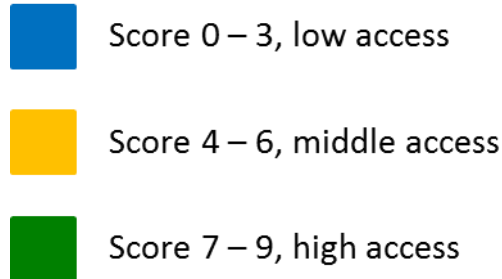 Score 0 – 3, low access
Score 4 – 6, middle access
Score 7 – 9, high access